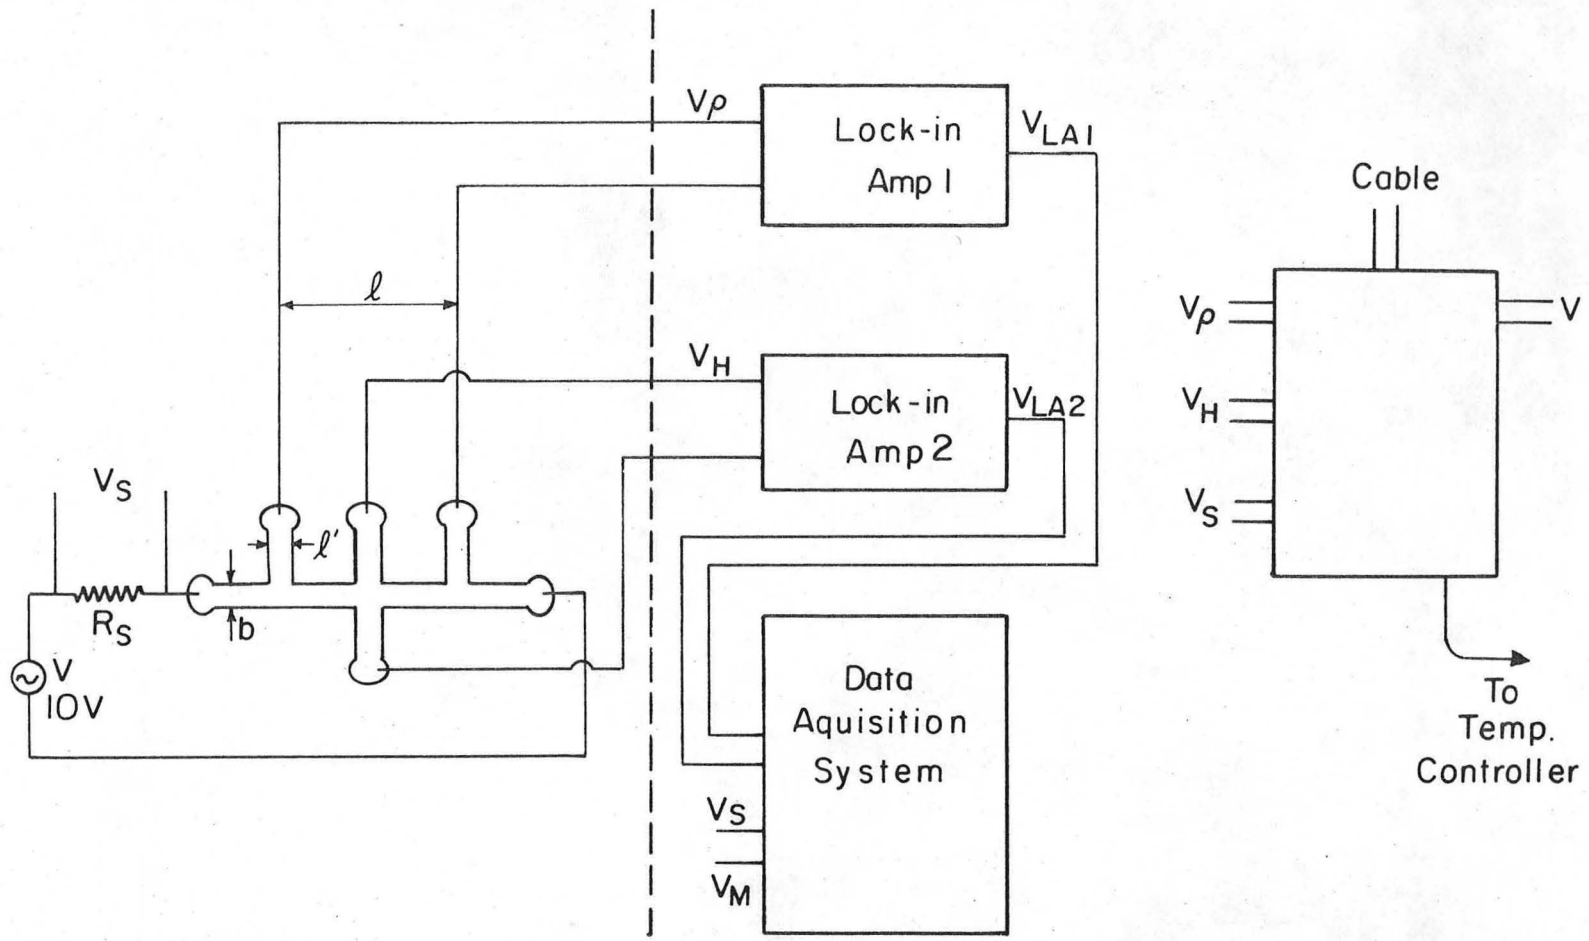 Vρ
Lock-in
Amp 1
VLA1
ℓ
VH
Lock-in
Amp 2
VLA2
VS
ℓ'
RS
b
V
10V
Data
Aquisition
System
VS
VM
Cable
Vρ
V
VH
VS
To
Temp.
Controller